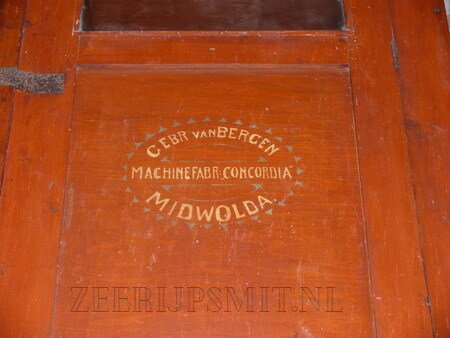 GEBR VAN BERGEN
MACHINEFABR: „CONCORDIA"
MIDWOLDA
ZEERIJPSMIT.NL